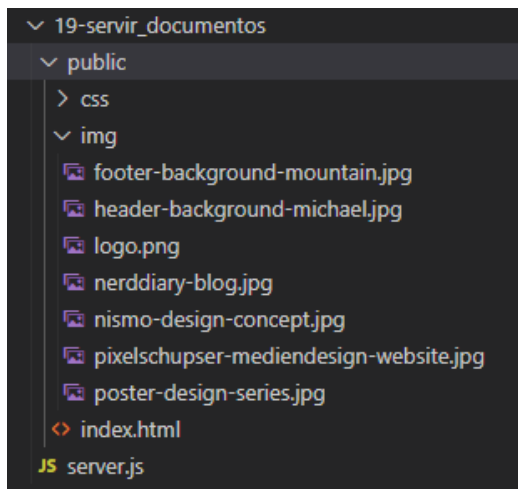 19-servir_documentos
public
css
img
footer-background-mountain.jpg
header-background-michael.jpg
logo.png
nerddiary-blog.jpg
nismo-design-concept.jpg
pixelschupser-mediendesign-website.jpg
poster-design-series.jpg
<> index.html
JS server.js